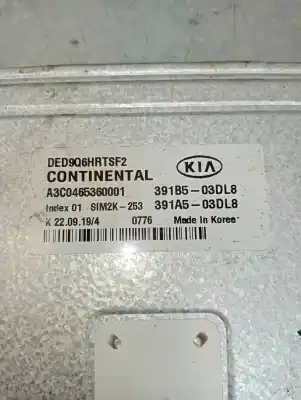 DED9Q6HRTSF2
CONTINENTAL KIA
A3C0465360001 391B5-03DL8
Index 01 SIM2K-253 391A5-03DL8
K 22.09.19/4 0776 Made in Korea